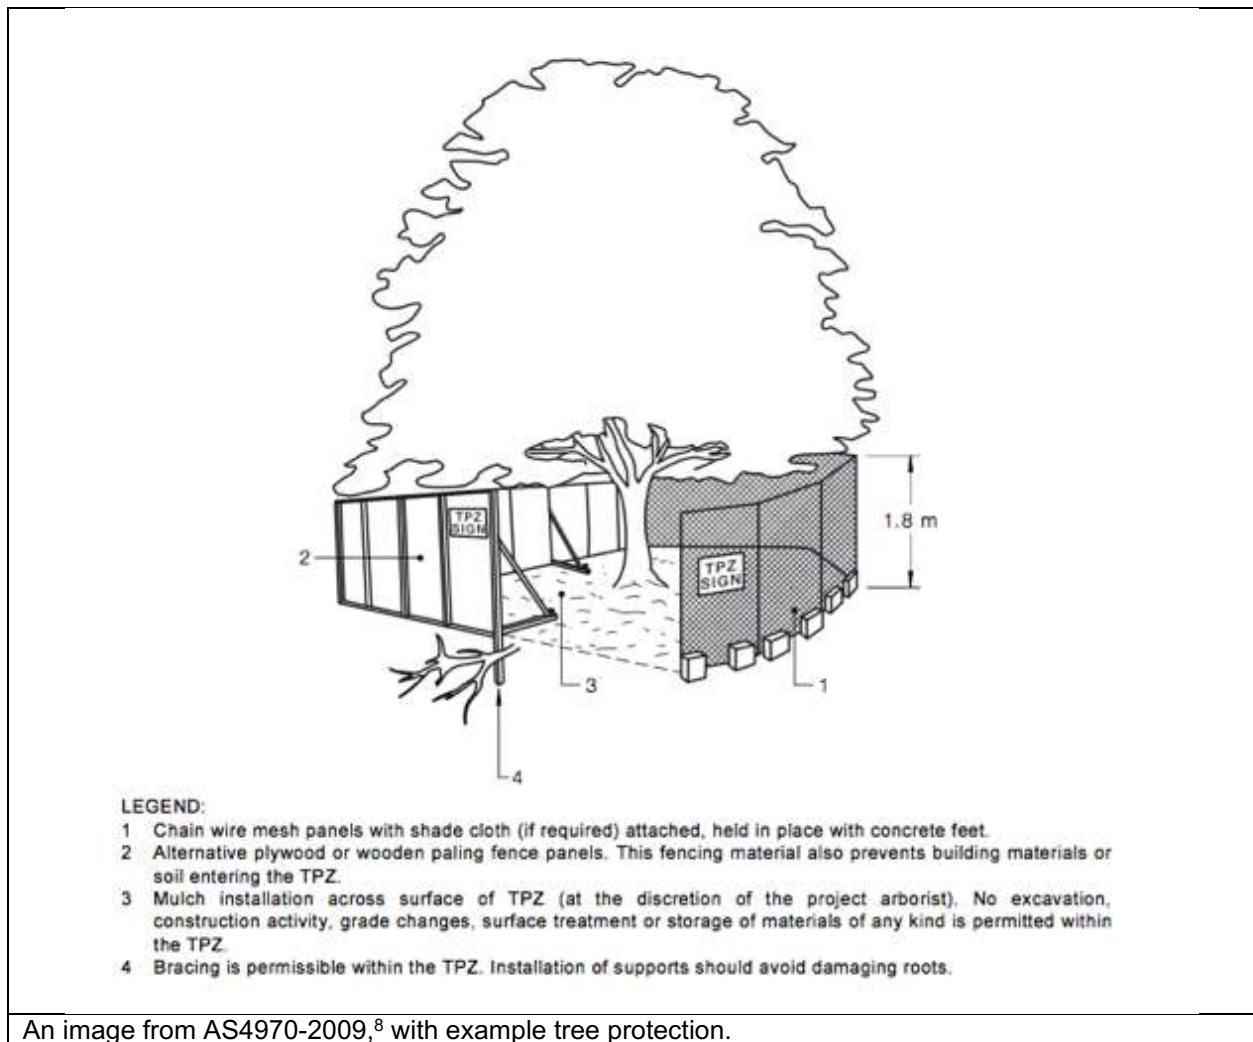 TPZ
SIGN
1.8 m
2
TPZ
SIGN
3
1
4
LEGEND:
1 Chain wire mesh panels with shade cloth (if required) attached, held in place with concrete feet.
2 Alternative plywood or wooden paling fence panels. This fencing material also prevents building materials or
soil entering the TPZ.
3 Mulch installation across surface of TPZ (at the discretion of the project arborist). No excavation,
construction activity, grade changes, surface treatment or storage of materials of any kind is permitted within
the TPZ.
4 Bracing is permissible within the TPZ. Installation of supports should avoid damaging roots.
An image from AS4970-2009,⁸ with example tree protection.